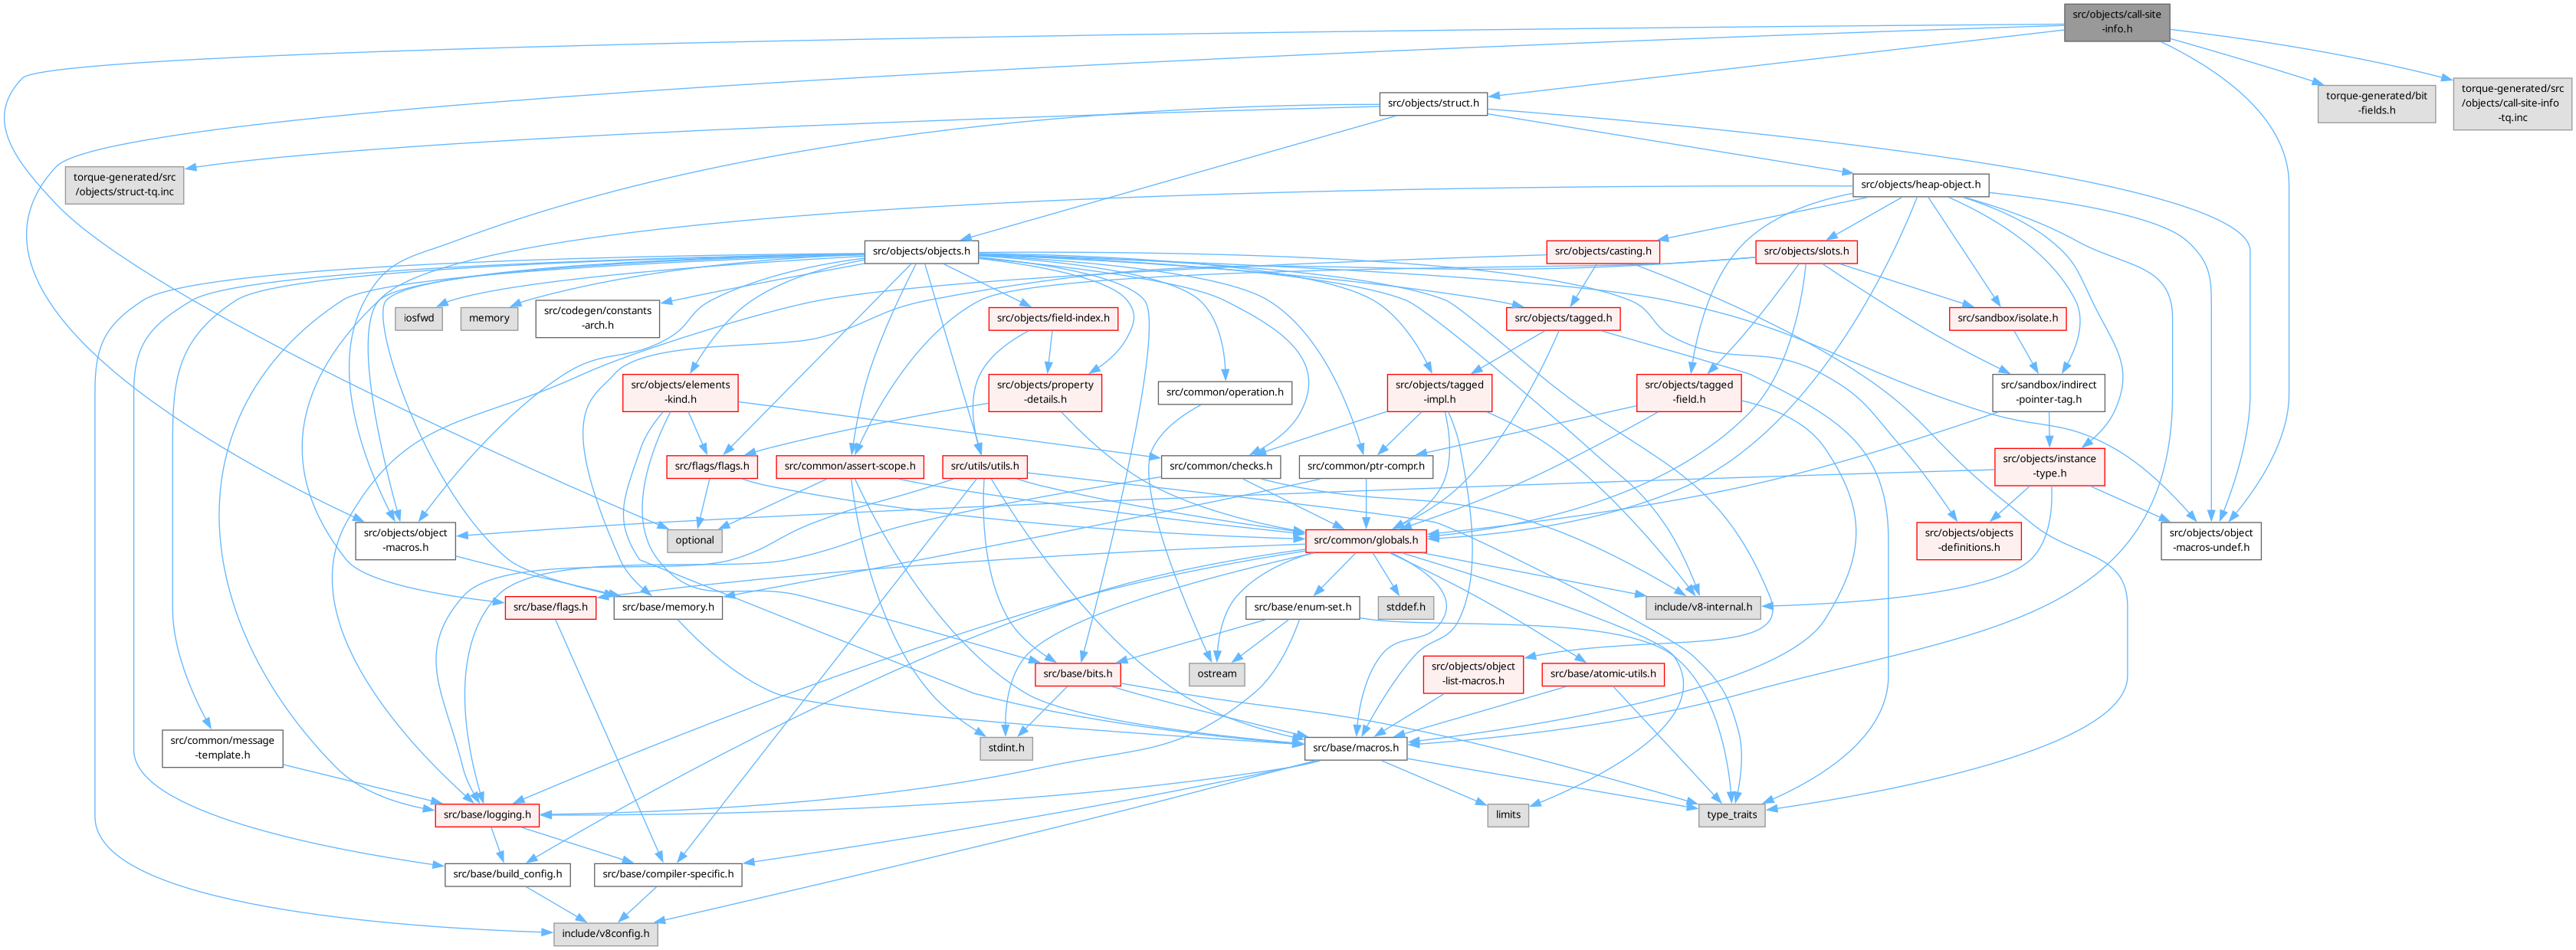 src/objects/call-site
-info.h
torque-generated/bit
-fields.h
torque-generated/src
/objects/call-site-info
-tq.inc
src/objects/struct.h
torque-generated/src
/objects/struct-tq.inc
src/objects/heap-object.h
src/objects/objects.h
src/objects/casting.h
src/objects/slots.h
iosfwd
memory
src/codegen/constants
-arch.h
src/objects/field-index.h
src/objects/tagged.h
src/sandbox/isolate.h
src/objects/elements
-kind.h
src/objects/property
-details.h
src/common/operation.h
src/objects/tagged
-impl.h
src/objects/tagged
-field.h
src/sandbox/indirect
-pointer-tag.h
src/flags/flags.h
src/common/assert-scope.h
src/utils/utils.h
src/common/checks.h
src/common/ptr-compr.h
src/objects/instance
-type.h
src/objects/object
-macros.h
optional
src/common/globals.h
src/objects/objects
-definitions.h
src/objects/object
-macros-undef.h
src/base/flags.h
src/base/memory.h
src/base/enum-set.h
stddef.h
include/v8-internal.h
src/base/bits.h
ostream
src/objects/object
-list-macros.h
src/base/atomic-utils.h
src/common/message
-template.h
stdint.h
src/base/macros.h
src/base/logging.h
limits
type_traits
src/base/build_config.h
src/base/compiler-specific.h
include/v8config.h